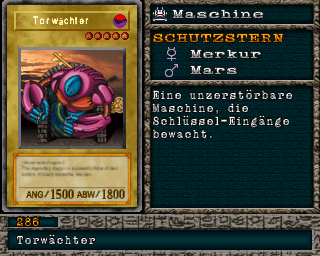 Torwächter
ANG/1500 ABW/1800
Maschine
SCHUTZSTERN
Merkur
Mars
Eine unzerstörbare
Maschine, die
Schlüssel-Eingänge
bewacht.
286
Torwächter